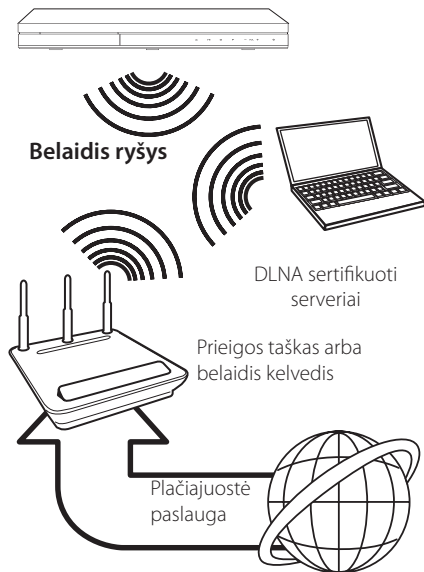 Belaidis ryšys
DLNA sertifikuoti
serveriai
Prieigos taškas arba
belaidis kelvedis
Plačiajuostė
paslauga